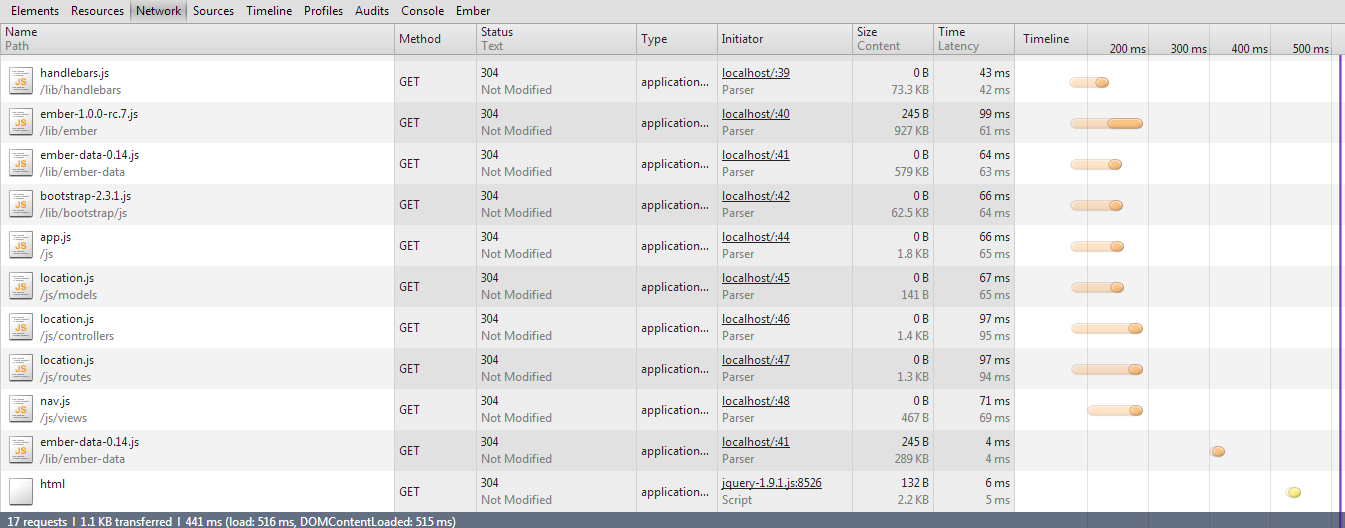 Elements Resources Network Sources Timeline Profiles Audits Console Ember
Name Method Status Type Initiator Size Time Timeline
Path Text Content Latency 200 ms 300 ms 400 ms 500 ms
handlebars.js 304 localhost/:39 0 B 43 ms
JS GET application...
/lib/handlebars Not Modified Parser 73.3 KB 42 ms
ember-1.0.0-rc.7.js 304 localhost/:40 245 B 99 ms
JS GET application...
/lib/ember Not Modified Parser 927 KB 61 ms
ember-data-0.14.js 304 localhost/:41 0 B 64 ms
JS GET application...
/lib/ember-data Not Modified Parser 579 KB 63 ms
bootstrap-2.3.1.js 304 localhost/:42 0 B 66 ms
JS GET application...
/lib/bootstrap/js Not Modified Parser 62.5 KB 64 ms
app.js 304 localhost/:44 0 B 66 ms
JS GET application...
/js Not Modified Parser 1.8 KB 65 ms
location.js 304 localhost/:45 0 B 67 ms
JS GET application...
/js/models Not Modified Parser 141 B 65 ms
location.js 304 localhost/:46 0 B 97 ms
JS GET application...
/js/controllers Not Modified Parser 1.4 KB 95 ms
location.js 304 localhost/:47 0 B 97 ms
JS GET application...
/js/routes Not Modified Parser 1.3 KB 94 ms
nav.js 304 localhost/:48 0 B 71 ms
JS GET application...
/js/views Not Modified Parser 467 B 69 ms
ember-data-0.14.js 304 localhost/:41 245 B 4 ms
JS GET application...
/lib/ember-data Not Modified Parser 289 KB 4 ms
html 304 jquery-1.9.1.js:8526 132 B 6 ms
GET application...
Not Modified Script 2.2 KB 5 ms
17 requests | 1.1 KB transferred | 441 ms (load: 516 ms, DOMContentLoaded: 515 ms)